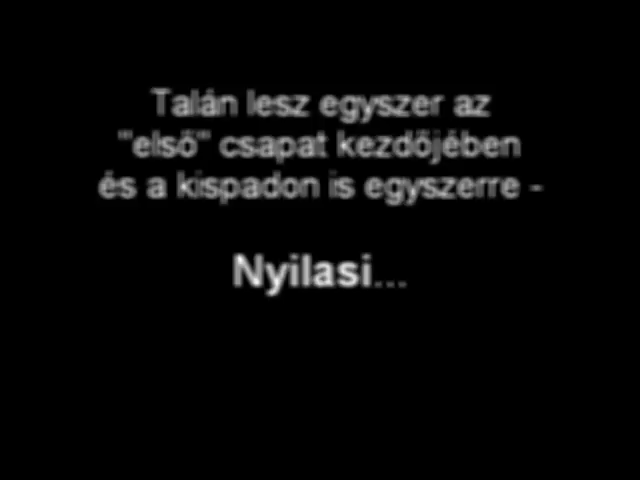 Talán lesz egyszer az
"első" csapat kezdőjében
és a kispadon is egyszerre -
Nyilasi...